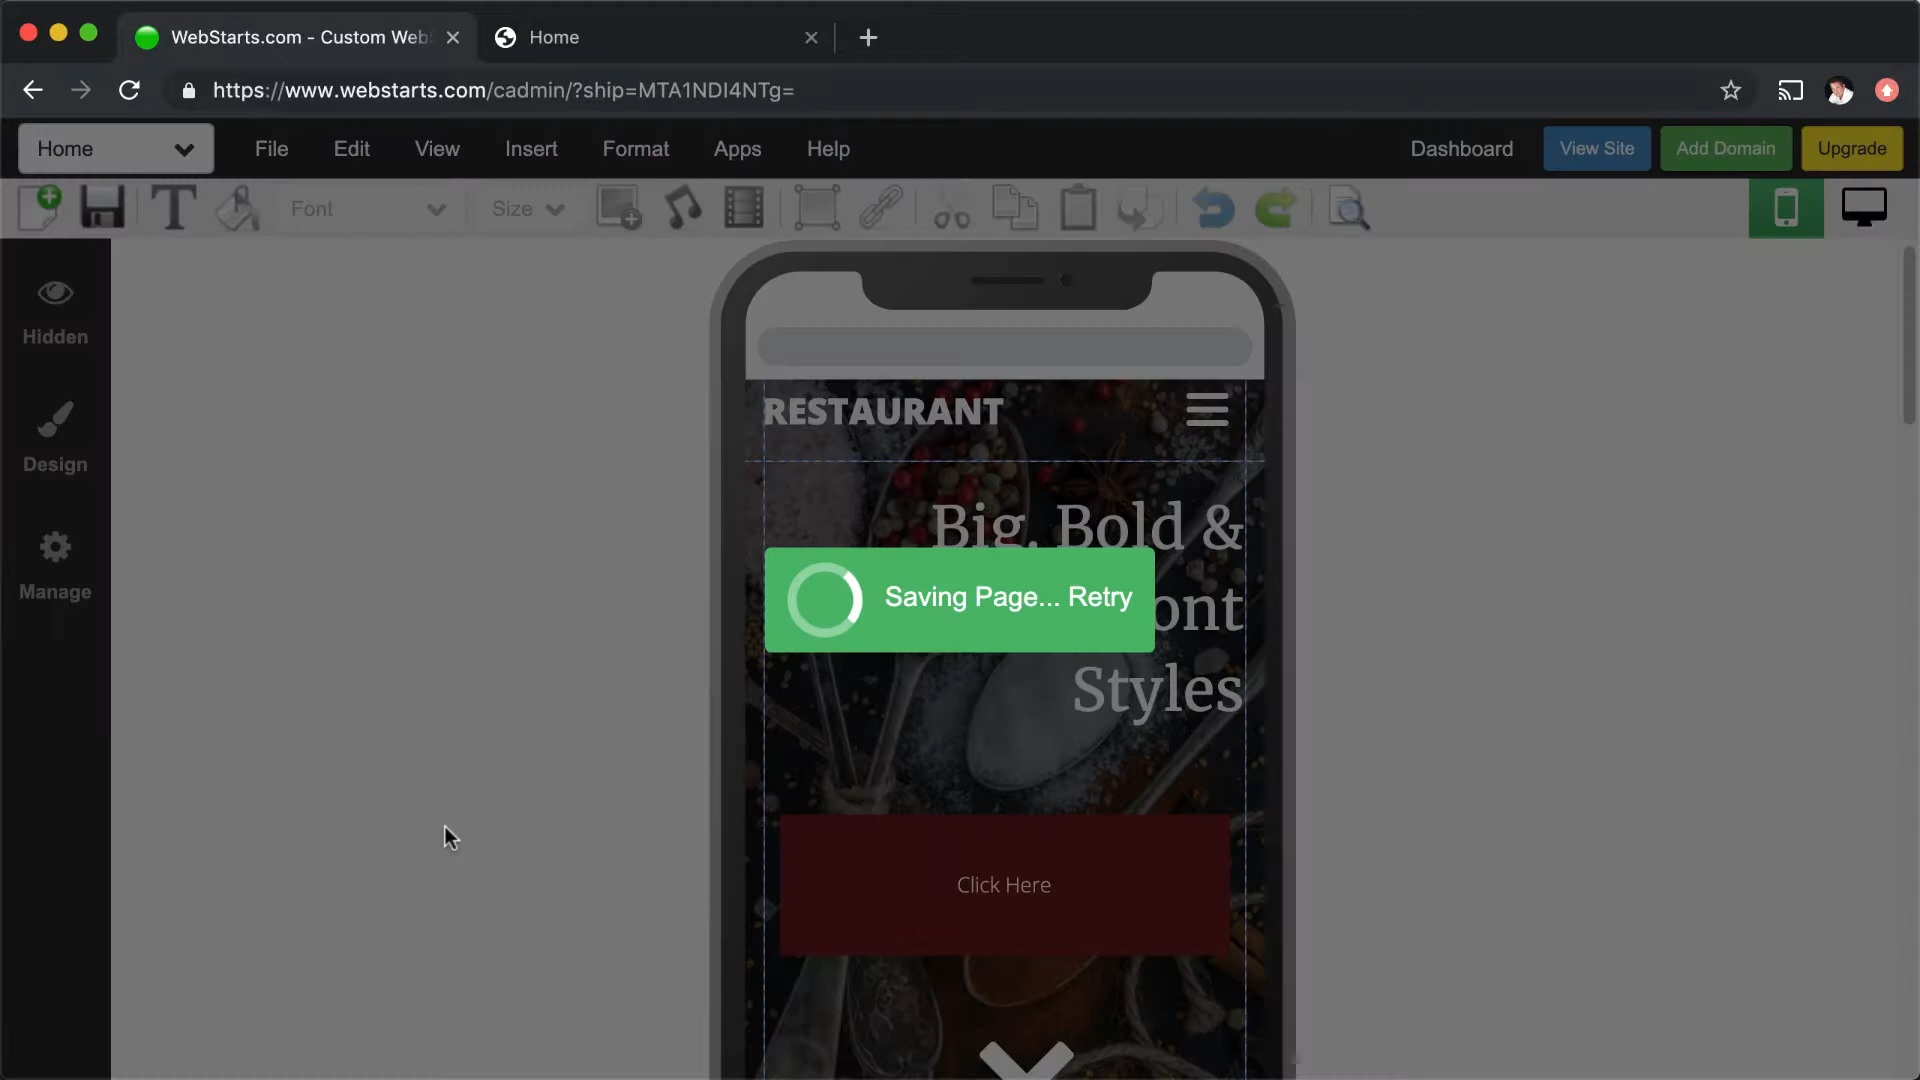 WebStarts.com - Custom Web
Home
https://www.webstarts.com/cadmin/?ship=MTA1NDI4NTg=
Home
File
Edit
View
Insert
Format
Apps
Help
Dashboard
View Site
Add Domain
Upgrade
T
Font
Size
Hidden
Design
Manage
RESTAURANT
Big, Bold &
ont
Styles
Saving Page... Retry
Click Here